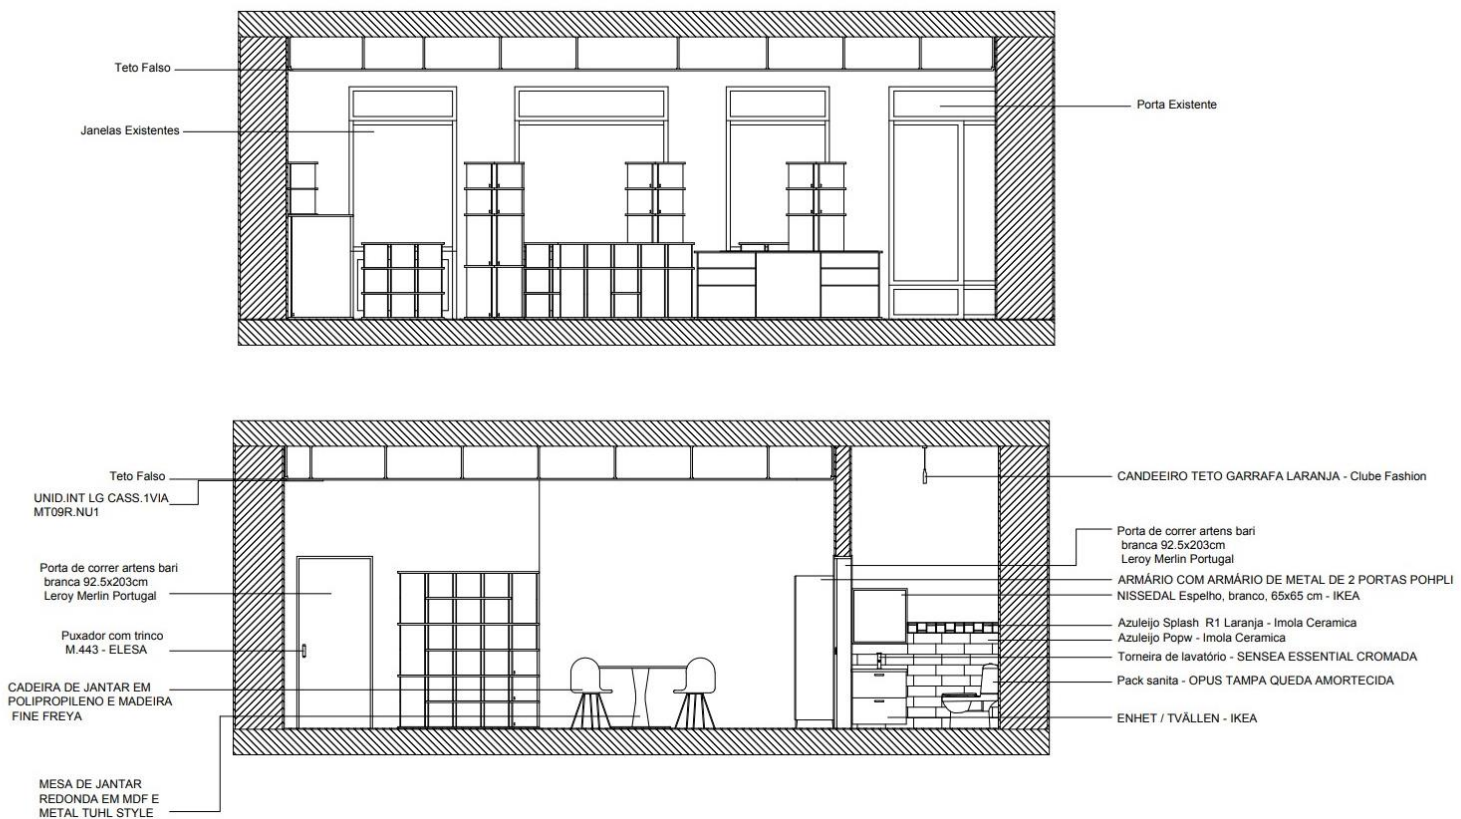 Teto Falso
Janelas Existentes
Porta Existente
Teto Falso
UNID.INT LG CASS.1VIA
MT09R.NU1
Porta de correr artens bari
branca 92.5x203cm
Leroy Merlin Portugal
Puxador com trinco
M.443 - ELESA
CADEIRA DE JANTAR EM
POLIPROPILENO E MADEIRA
FINE FREYA
MESA DE JANTAR
REDONDA EM MDF E
METAL TUHL STYLE
CANDEEIRO TETO GARRAFA LARANJA - Clube Fashion
Porta de correr artens bari
branca 92.5x203cm
Leroy Merlin Portugal
ARMÁRIO COM ARMÁRIO DE METAL DE 2 PORTAS POHPLI
NISSEDAL Espelho, branco, 65x65 cm - IKEA
Azuleijo Splash R1 Laranja - Imola Ceramica
Azuleijo Popw - Imola Ceramica
Torneira de lavatório - SENSEA ESSENTIAL CROMADA
Pack sanita - OPUS TAMPA QUEDA AMORTECIDA
ENHET / TVÄLLEN - IKEA